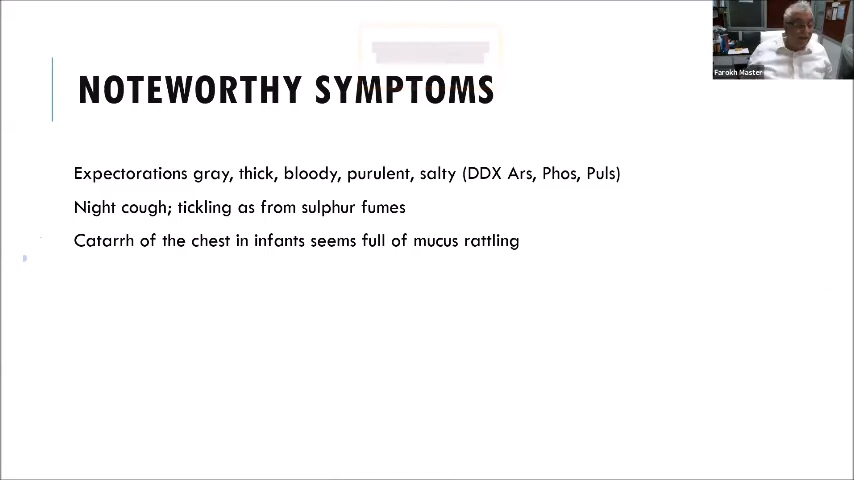 Farokh Master
NOTEWORTHY SYMPTOMS
Expectorations gray, thick, bloody, purulent, salty (DDX Ars, Phos, Puls)
Night cough; tickling as from sulphur fumes
Catarrh of the chest in infants seems full of mucus rattling